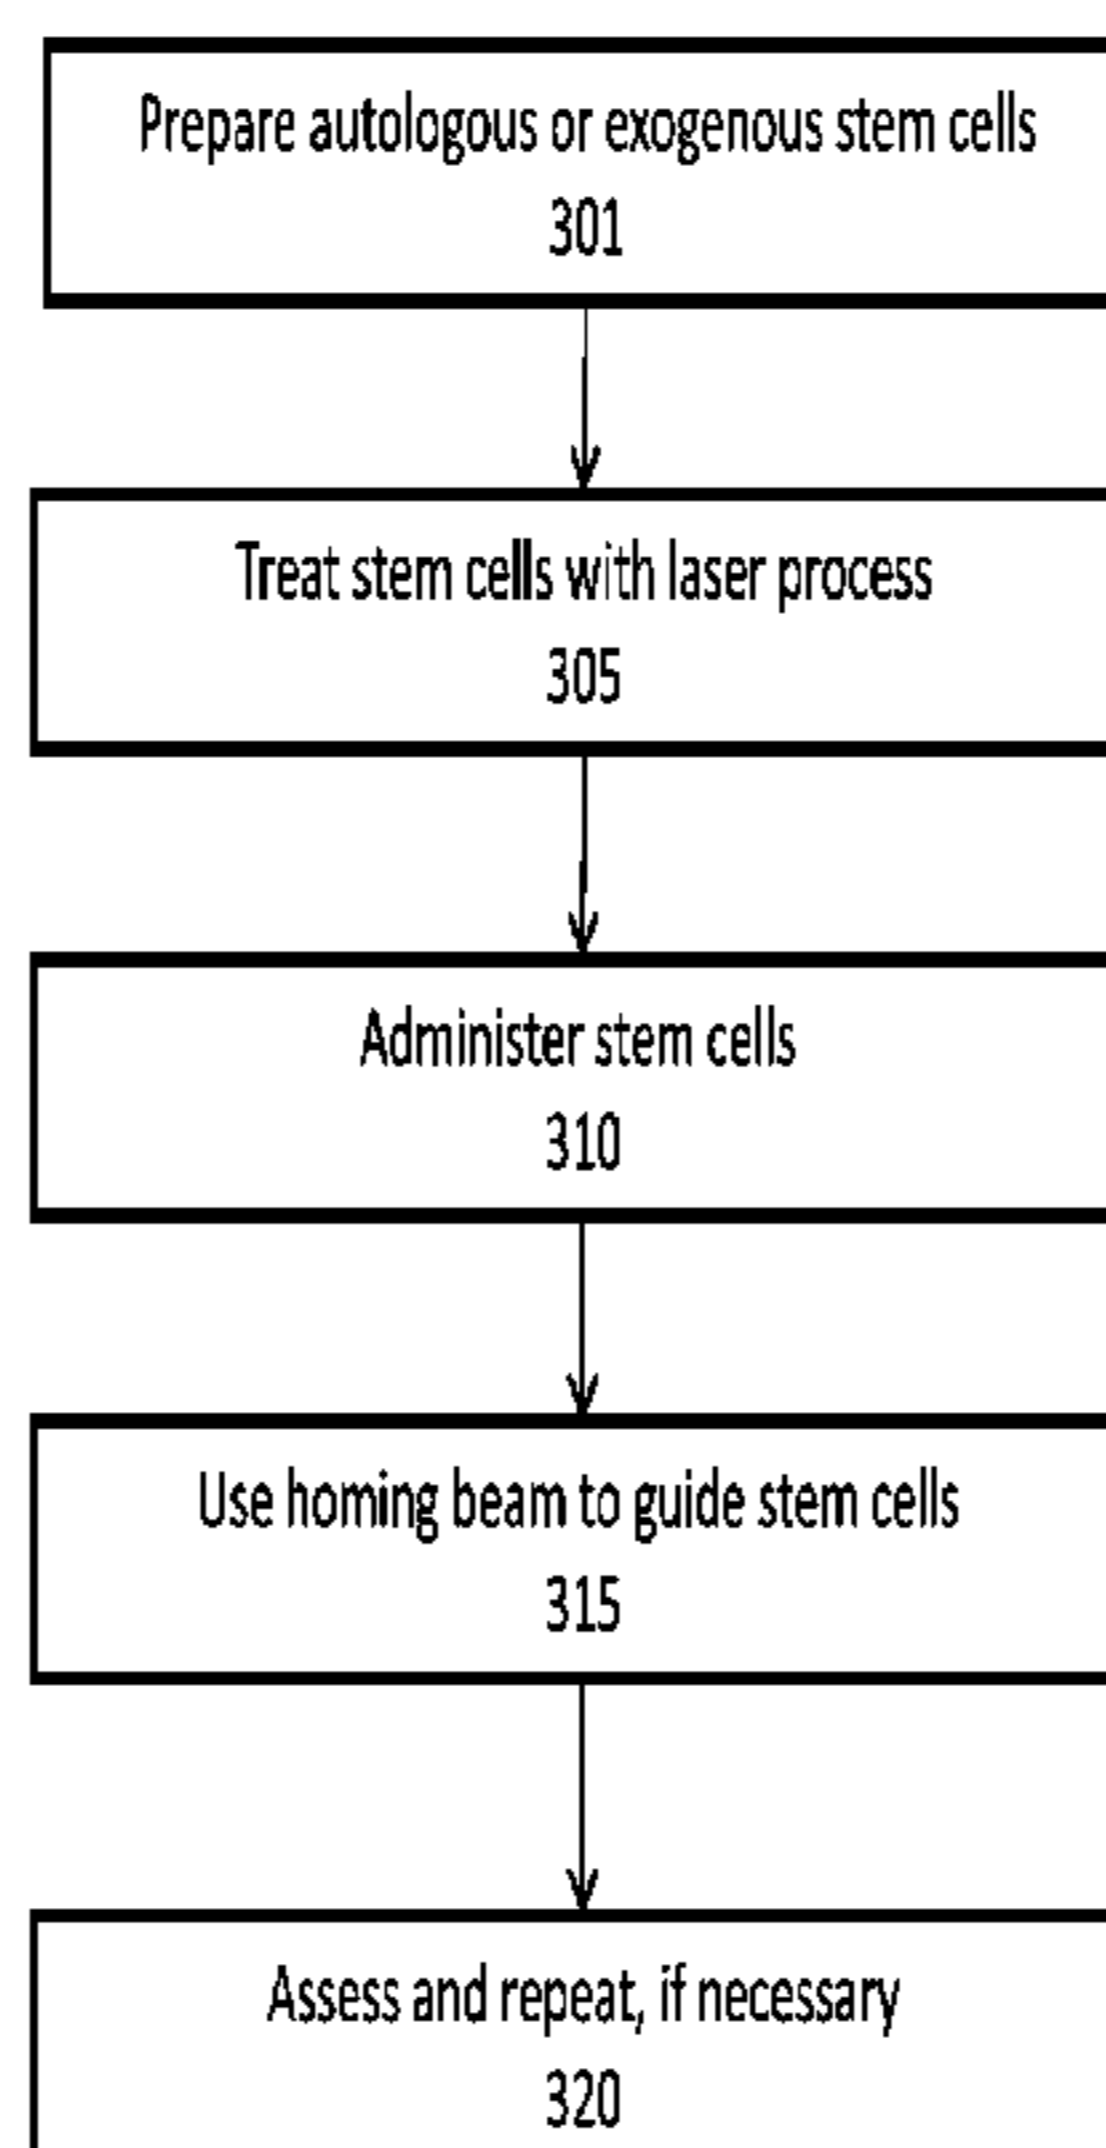 Prepare autologous or exogenous stem cells
301
Treat stem cells with laser process
305
Administer stem cells
310
Use homing beam to guide stem cells
315
Assess and repeat, if necessary
320